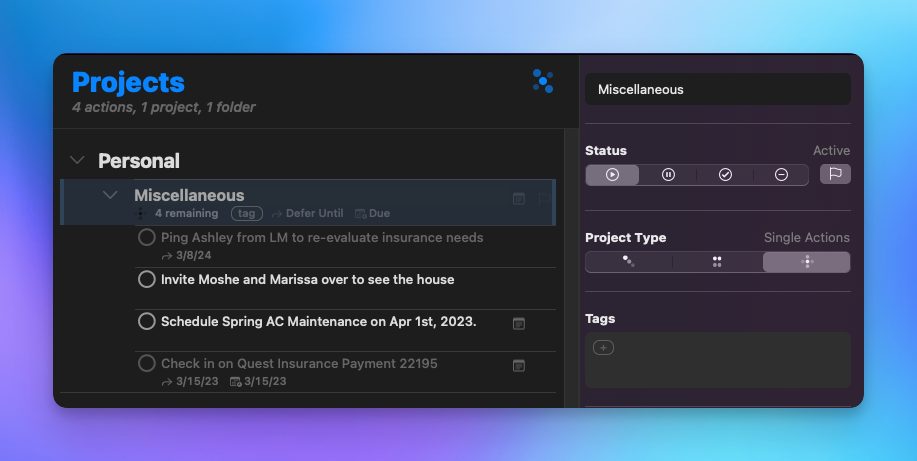 Projects
4 actions, 1 project, 1 folder
Personal
Miscellaneous
4 remaining tag Defer Until Due
Ping Ashley from LM to re-evaluate insurance needs
3/8/24
Invite Moshe and Marissa over to see the house
Schedule Spring AC Maintenance on Apr 1st, 2023.
Check in on Quest Insurance Payment 22195
3/15/23 3/15/23
Miscellaneous
Status Active
Project Type Single Actions
Tags